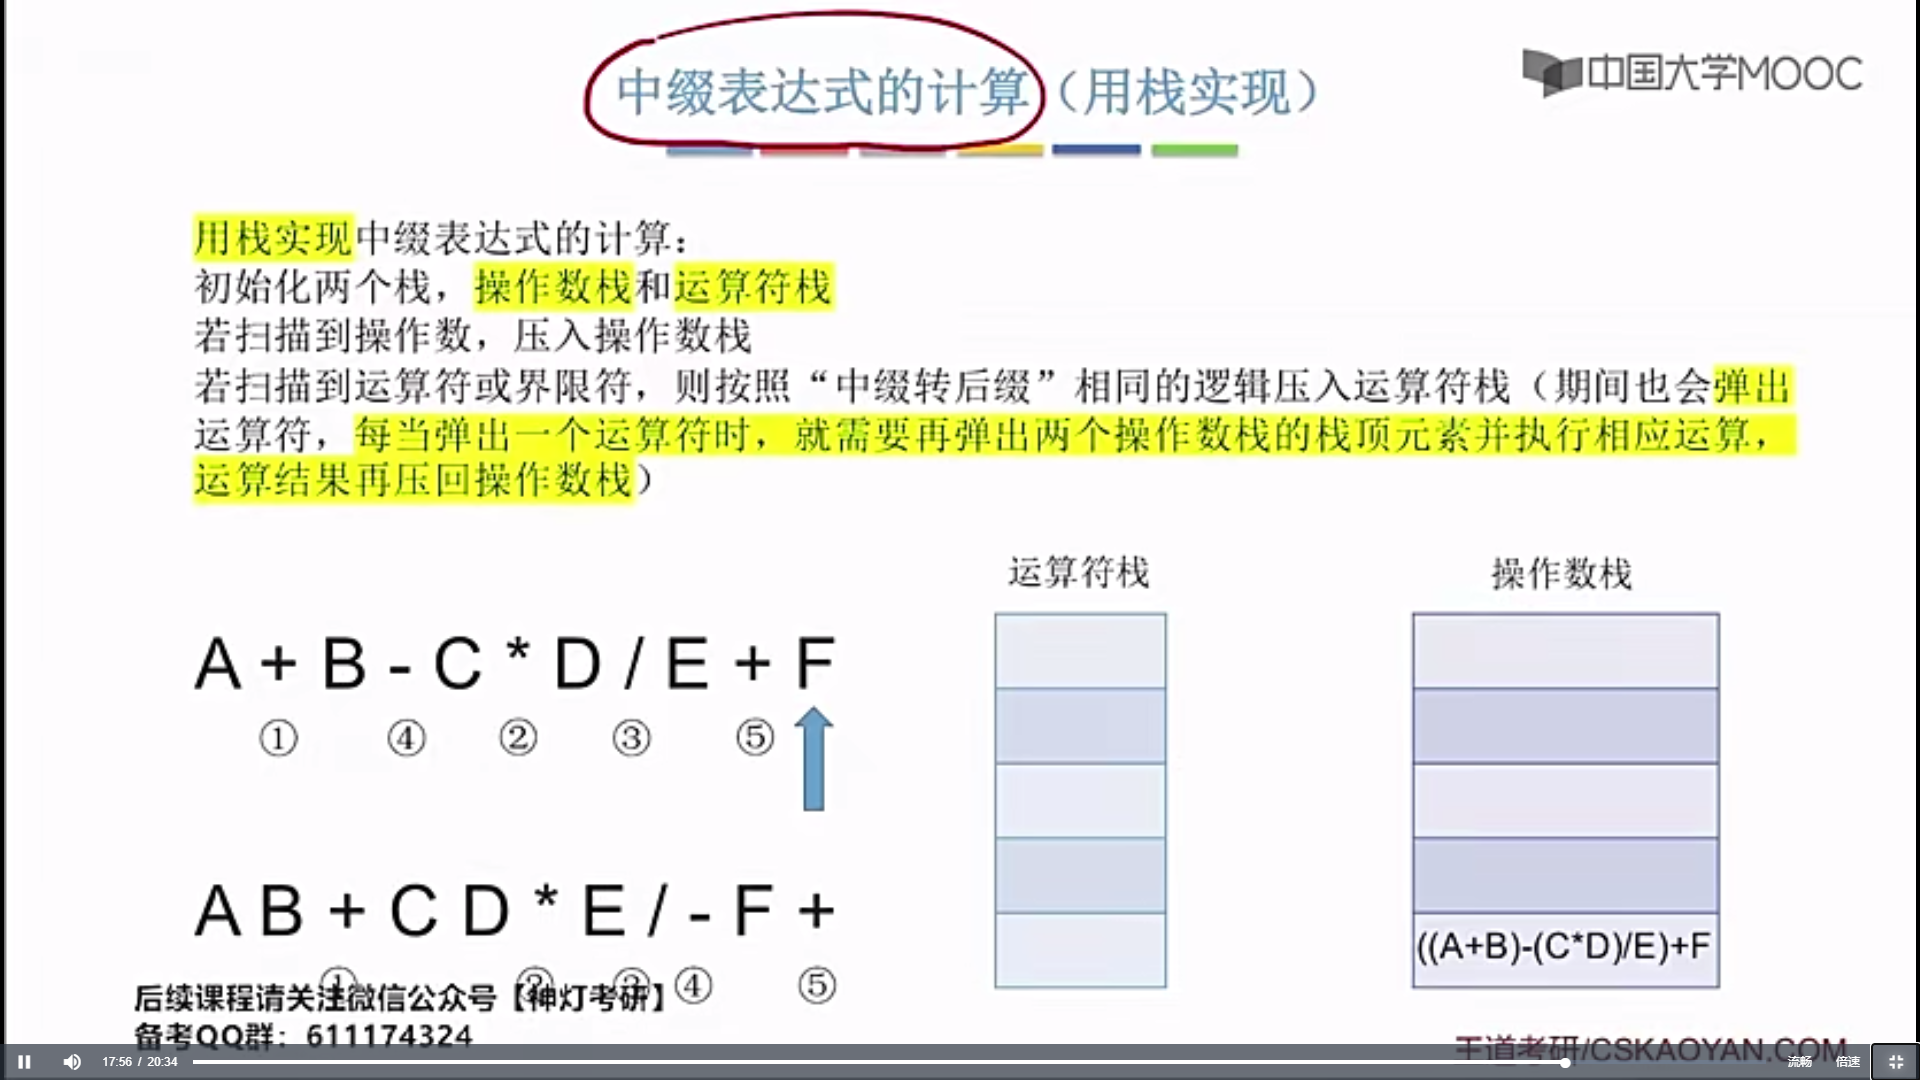 中缀表达式的计算（用栈实现）
中国大学MOOC
用栈实现中缀表达式的计算：
初始化两个栈，操作数栈和运算符栈
若扫描到操作数，压入操作数栈
若扫描到运算符或界限符，则按照“中缀转后缀”相同的逻辑压入运算符栈（期间也会弹出
运算符，每当弹出一个运算符时，就需要再弹出两个操作数栈的栈顶元素并执行相应运算，
运算结果再压回操作数栈）
运算符栈
操作数栈
A + B - C * D / E + F
① ④ ② ③ ⑤
A B + C D * E / - F +
① ② ③ ④ ⑤
((A+B)-(C*D)/E)+F
后续课程请关注微信公众号【神灯考研】
备考QQ群：611174324
王道考研/CSKAOYAN.COM
17:56 / 20:34
流畅 倍速